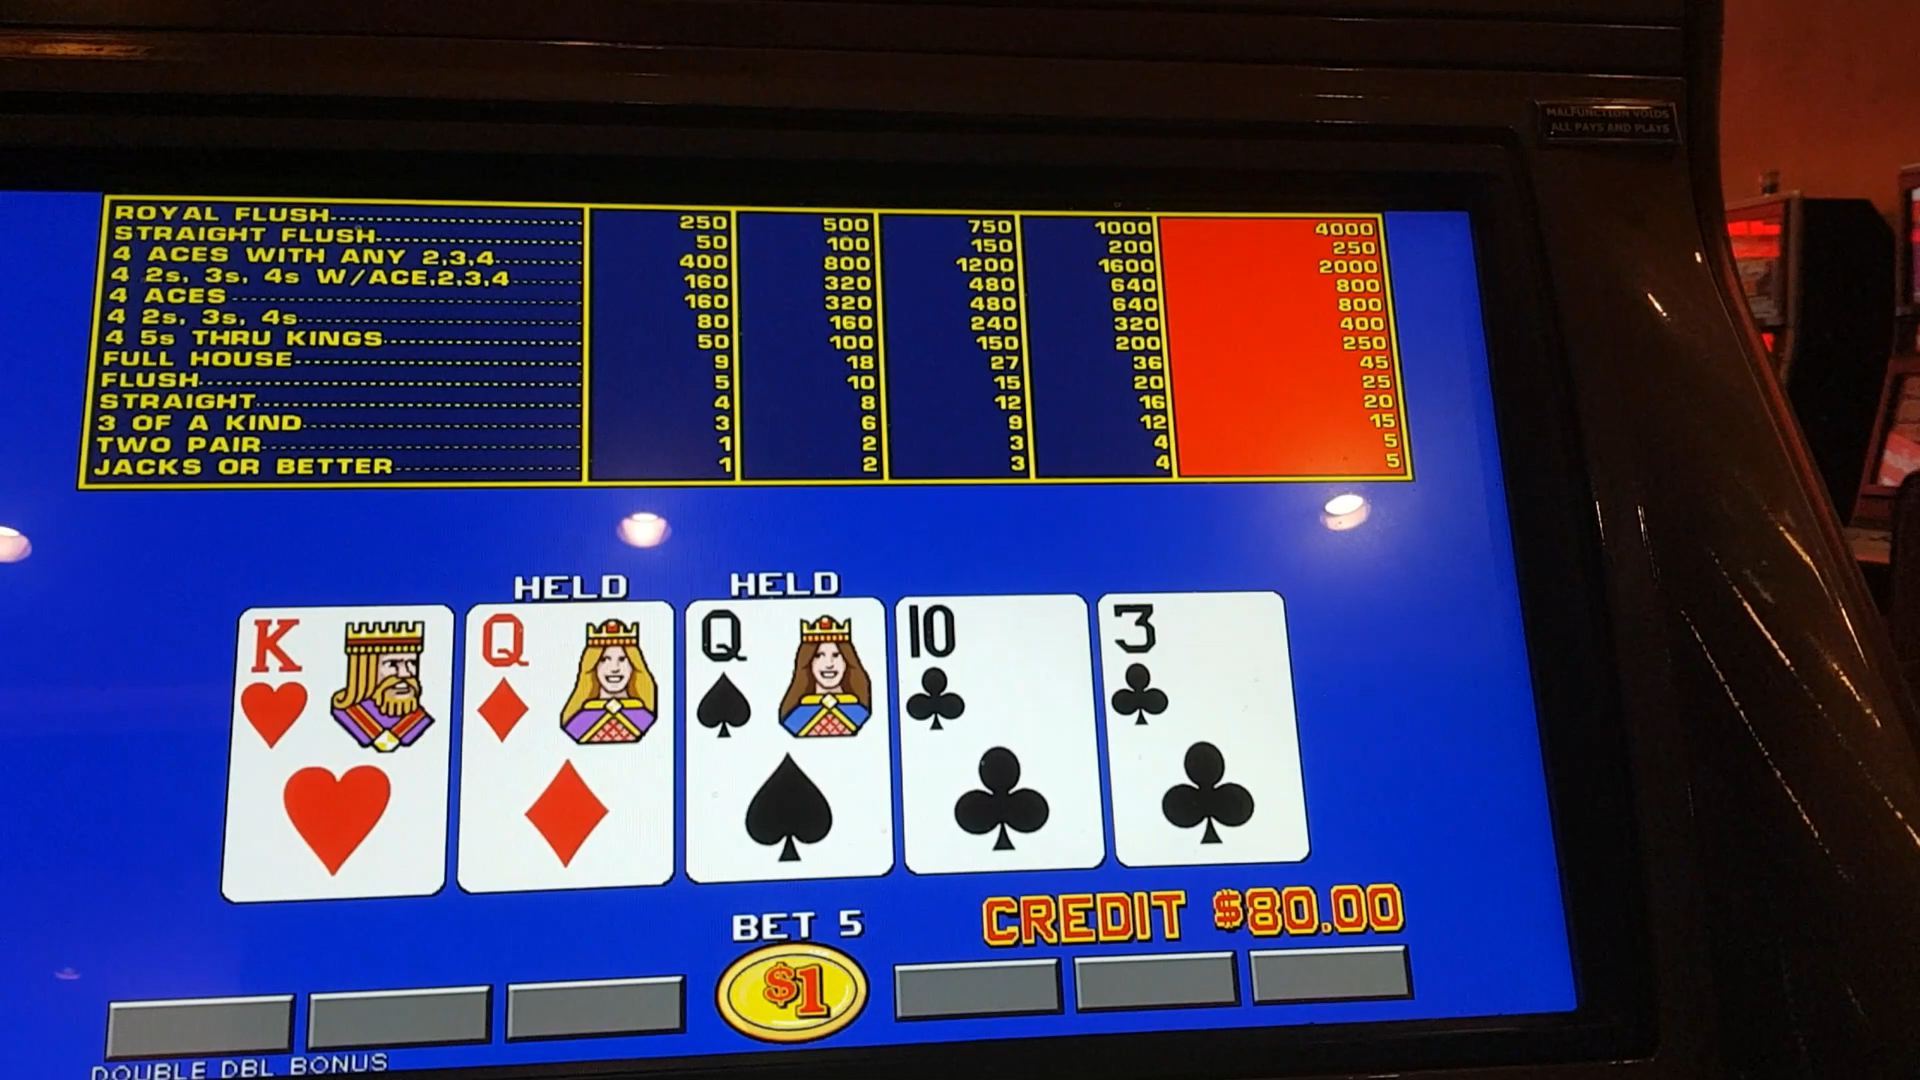 MALFUNCTION VOIDS
ALL PAYS AND PLAYS
ROYAL FLUSH 250 500 750 1000 4000
STRAIGHT FLUSH 50 100 150 200 250
4 ACES WITH ANY 2,3,4 400 800 1200 1600 2000
4 2s, 3s, 4s W/ACE,2,3,4 160 320 480 640 800
4 ACES 160 320 480 640 800
4 2s, 3s, 4s 80 160 240 320 400
4 5s THRU KINGS 50 100 150 200 250
FULL HOUSE 9 18 27 36 45
FLUSH 5 10 15 20 25
STRAIGHT 4 8 12 16 20
3 OF A KIND 3 6 9 12 15
TWO PAIR 1 2 3 4 5
JACKS OR BETTER 1 2 3 4 5
HELD HELD
K Q Q 10 3
BET 5 CREDIT $80.00
$1
DOUBLE DBL BONUS